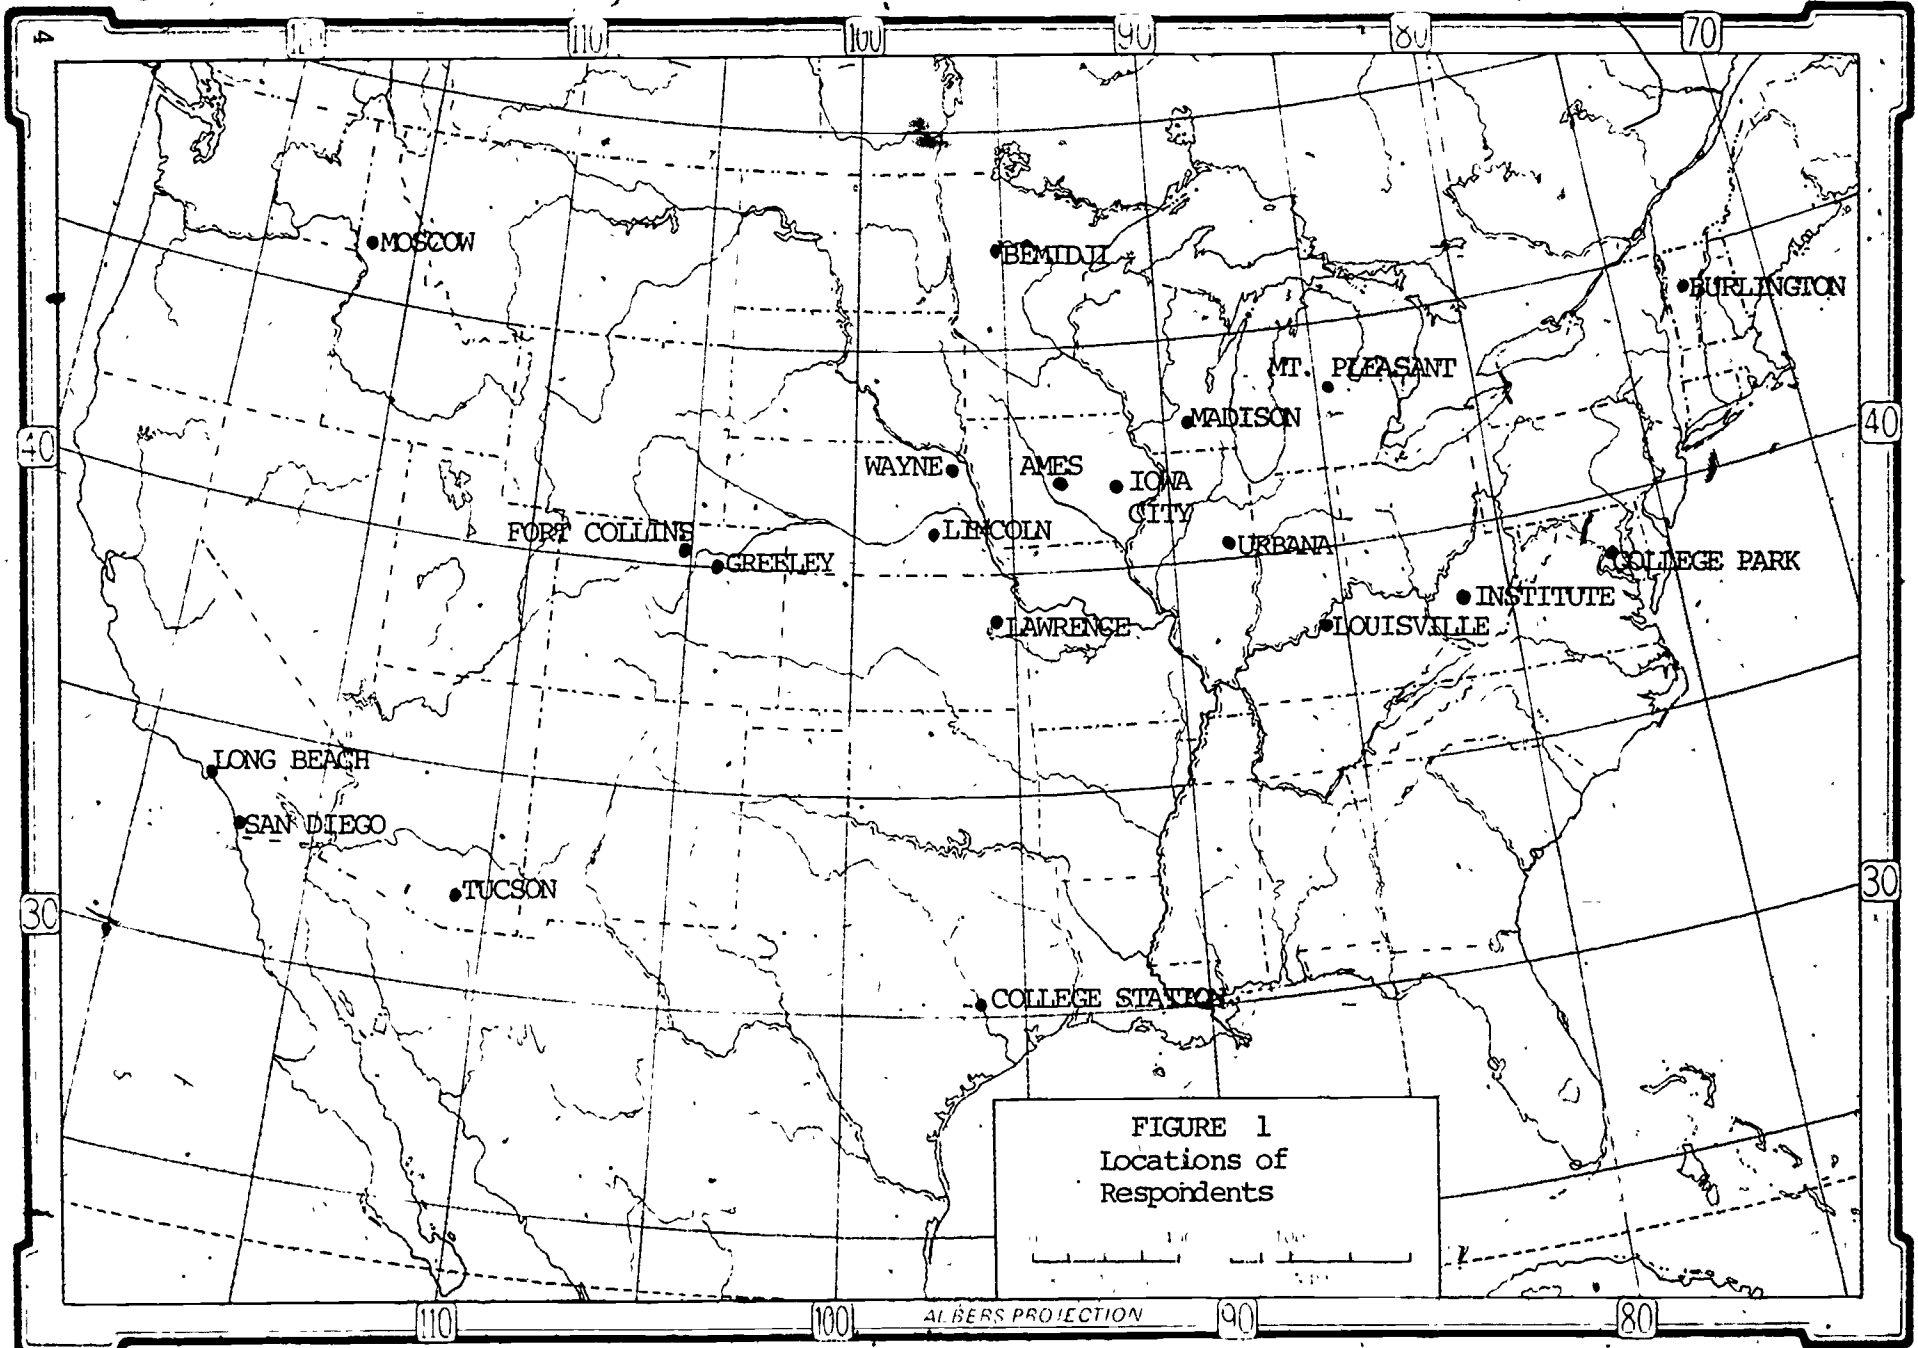 4
120
110
100
90
80
70
MOSCOW
BEMIDJI
BURLINGTON
MT. PLEASANT
MADISON
40
40
WAYNE
AMES
IOWA
CITY
FORT COLLINS
LINCOLN
GREELEY
URBANA
COLLEGE PARK
INSTITUTE
LAWRENCE
LOUISVILLE
LONG BEACH
SAN DIEGO
TUCSON
30
30
COLLEGE STATION
FIGURE 1
Locations of
Respondents
110
100
ALBERS PROJECTION
90
80